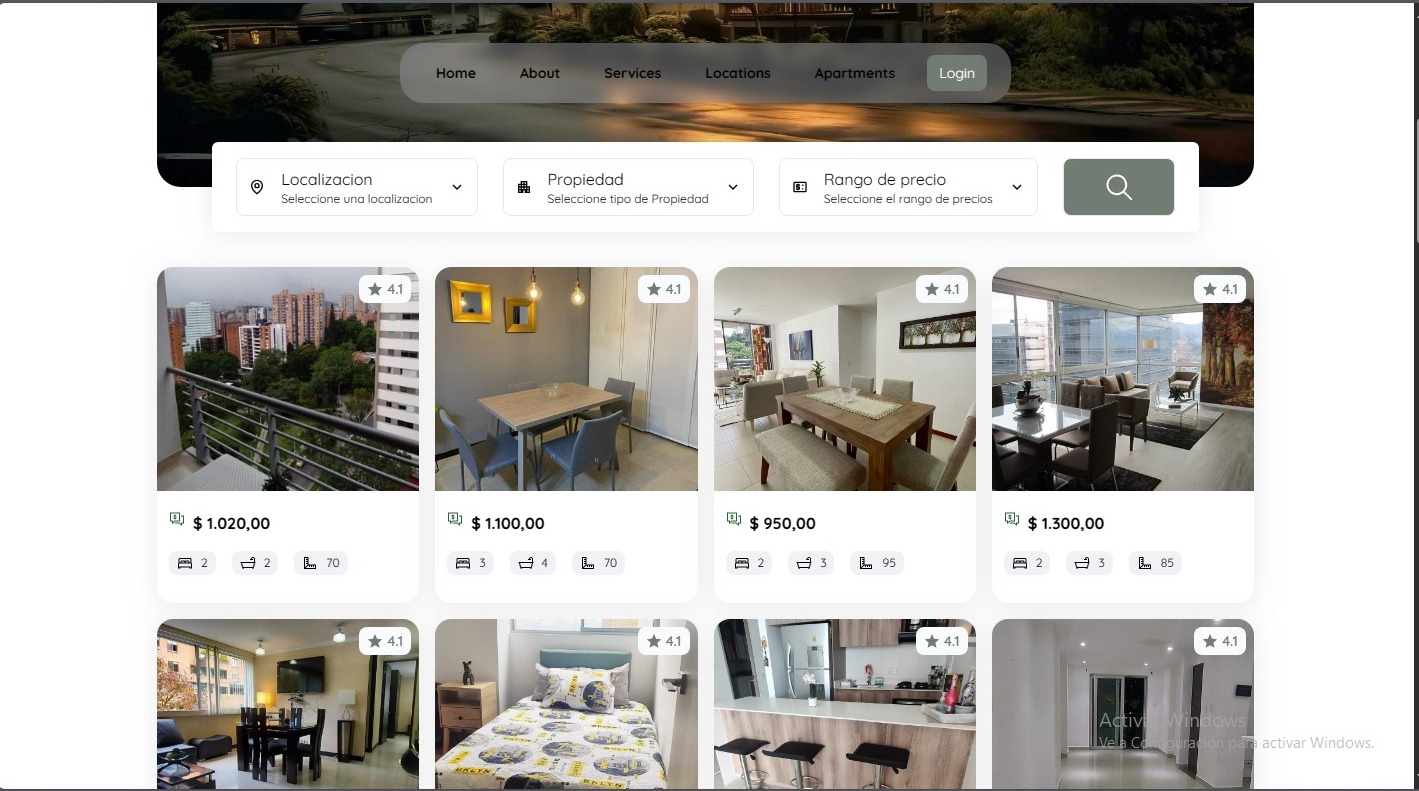 Home About Services Locations Apartments Login
Localizacion
Seleccione una localizacion
Propiedad
Seleccione tipo de Propiedad
Rango de precio
Seleccione el rango de precios
4.1
4.1
4.1
4.1
$ 1.020,00
$ 1.100,00
$ 950,00
$ 1.300,00
2 2 70
3 4 70
2 3 95
2 3 85
4.1
4.1
4.1
4.1
BKLTN
BKLTN
Activar Windows
Ve a Configuración para activar Windows.